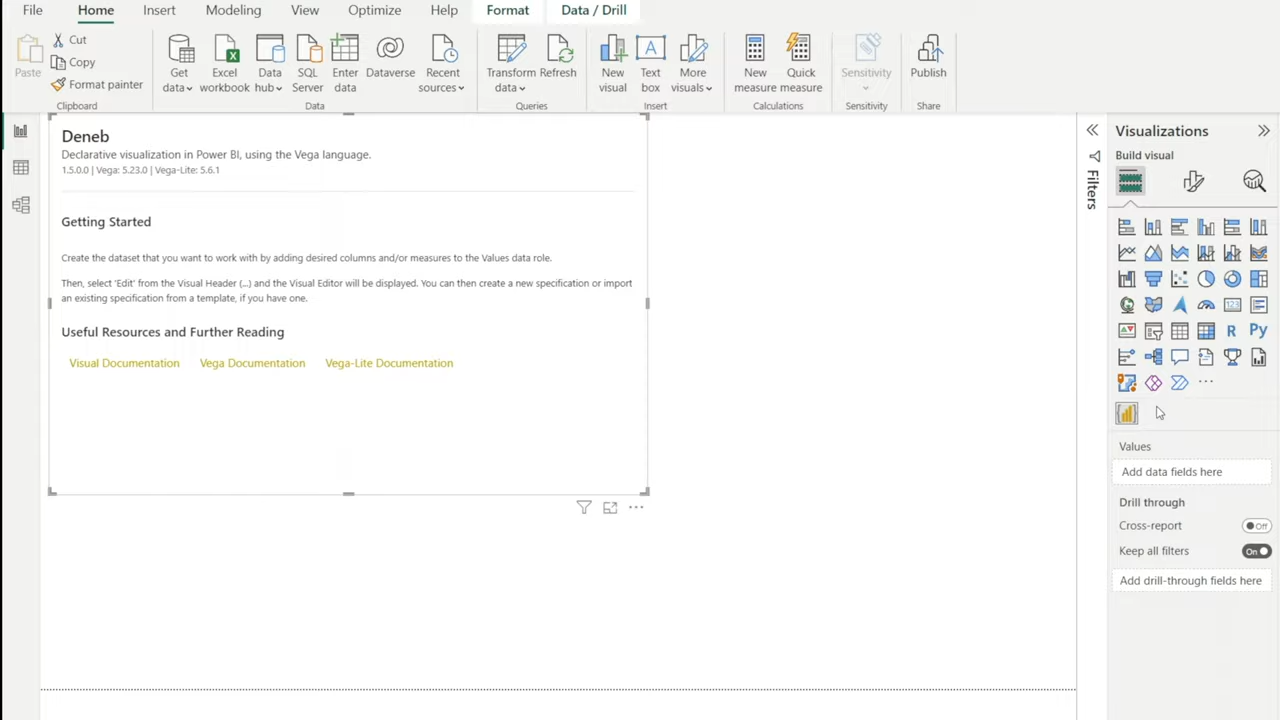 File Home Insert Modeling View Optimize Help Format Data / Drill
Paste
Cut
Copy
Format painter
Clipboard
Get data
Excel workbook
Data hub
SQL Server
Enter data
Dataverse
Recent sources
Data
Transform data
Refresh
Queries
New visual
A
Text box
More visuals
Insert
New measure
Quick measure
Calculations
Sensitivity
Sensitivity
Publish
Share
Deneb
Declarative visualization in Power BI, using the Vega language.
1.5.0.0 | Vega: 5.23.0 | Vega-Lite: 5.6.1
Getting Started
Create the dataset that you want to work with by adding desired columns and/or measures to the Values data role.
Then, select 'Edit' from the Visual Header (...) and the Visual Editor will be displayed. You can then create a new specification or import
an existing specification from a template, if you have one.
Useful Resources and Further Reading
Visual Documentation Vega Documentation Vega-Lite Documentation
Filters
Visualizations
Build visual
123
R Py
Values
Add data fields here
Drill through
Cross-report Off
Keep all filters On
Add drill-through fields here